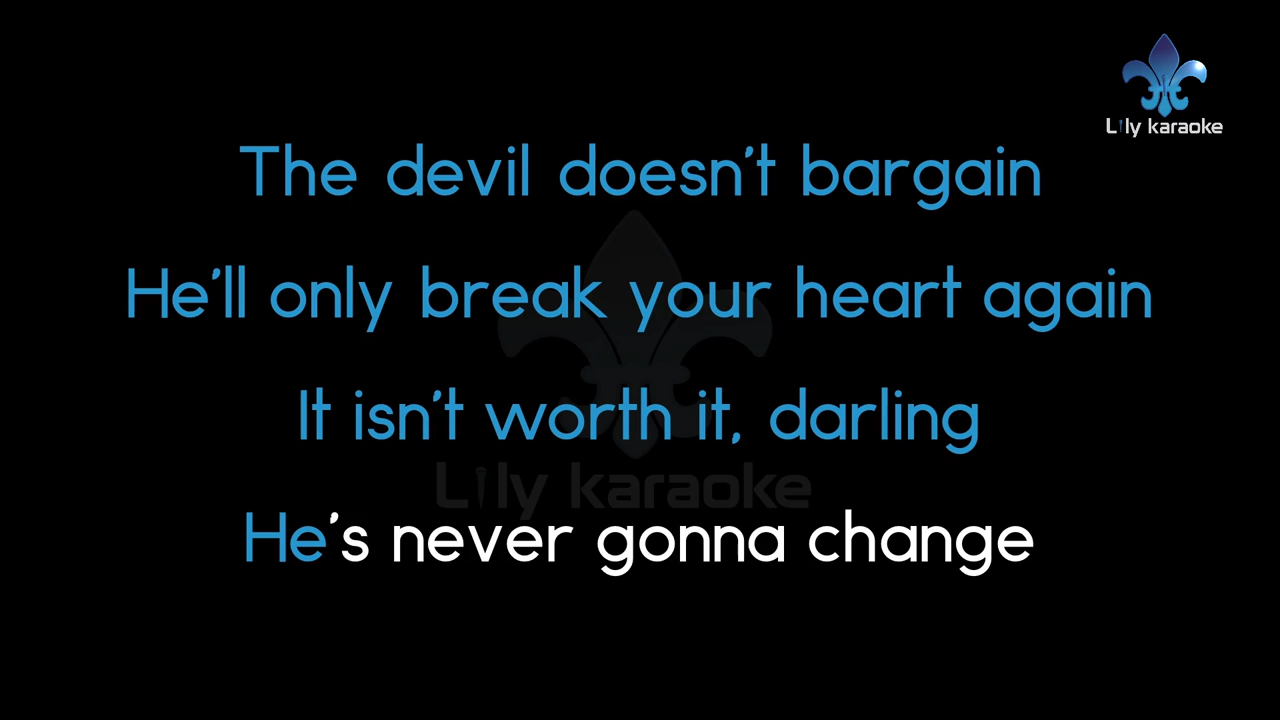 Lily karaoke
The devil doesn't bargain
He'll only break your heart again
It isn't worth it, darling
Lily karaoke
He's never gonna change